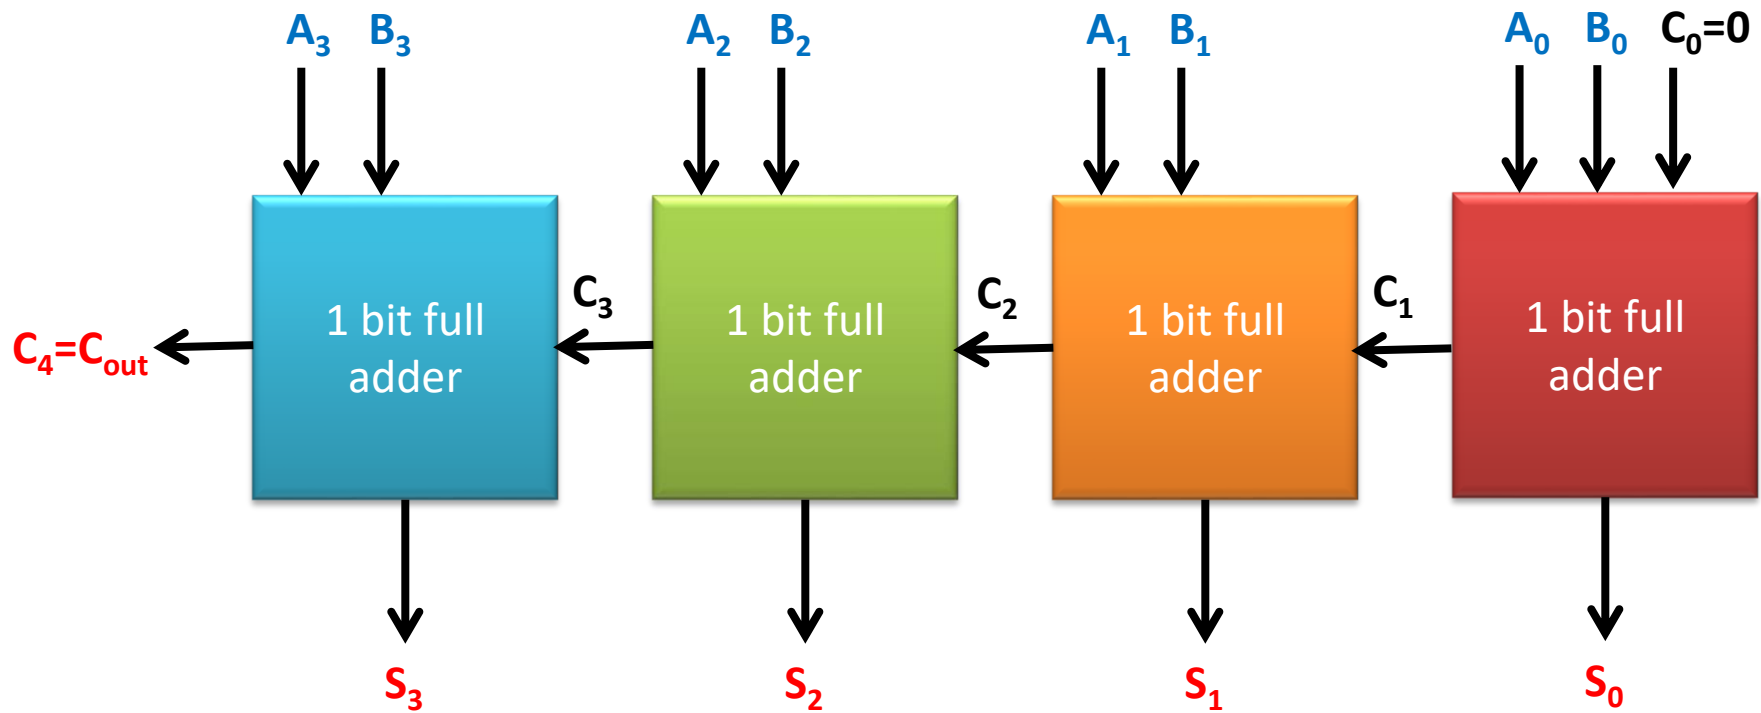 A₃ B₃ A₂ B₂ A₁ B₁ A₀ B₀ C₀=0
C₄=C_out
1 bit full
adder
C₃
1 bit full
adder
C₂
1 bit full
adder
C₁
1 bit full
adder
S₃ S₂ S₁ S₀